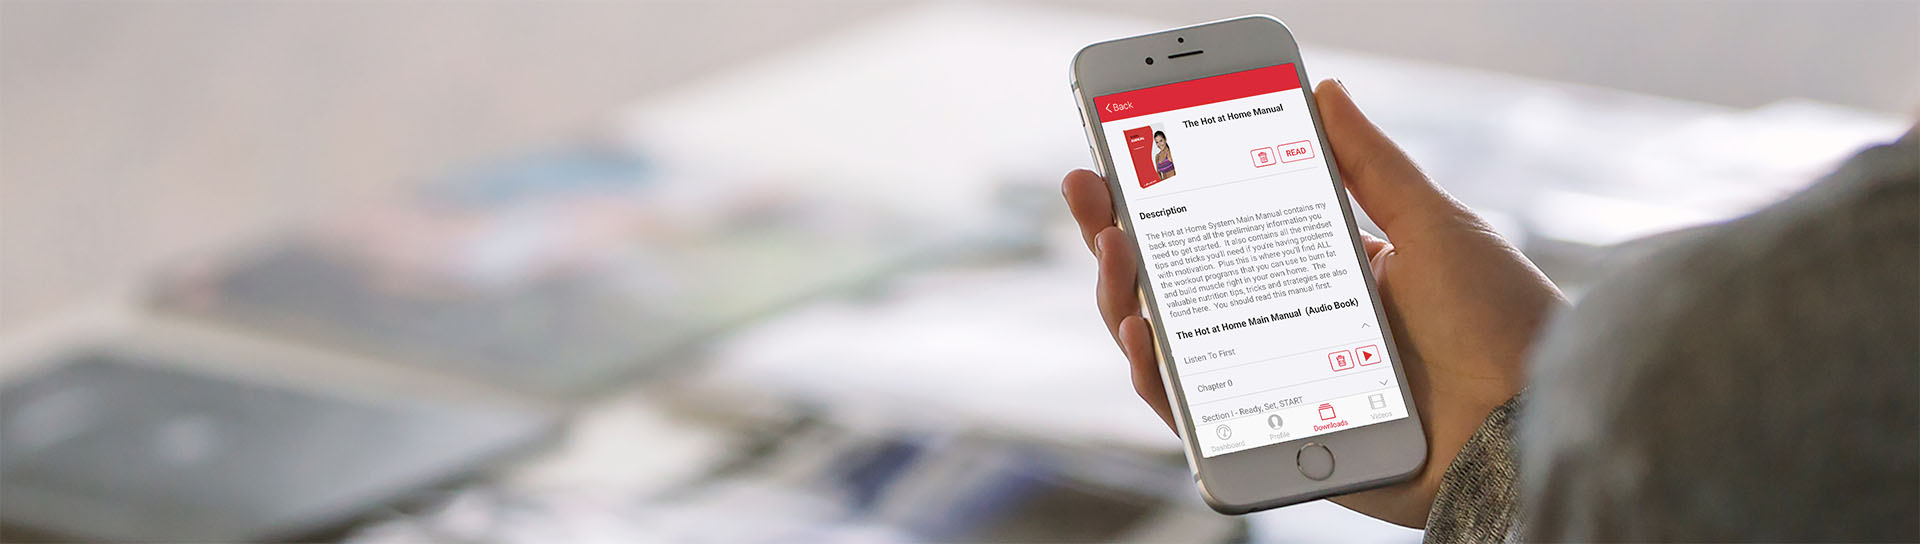 Back
The Hot at Home Manual
MANUAL
READ
Description
The Hot at Home System Main Manual contains my
back story and all the preliminary information you
need to get started. It also contains all the mindset
tips and tricks you'll need if you're having problems
with motivation. Plus this is where you'll find ALL
the workout programs that you can use to burn fat
and build muscle right in your own home. The
valuable nutrition tips, tricks and strategies are also
found here. You should read this manual first.
The Hot at Home Main Manual (Audio Book)
Listen To First
Chapter 0
Section I - Ready, Set, START
Dashboard
Profile
Downloads
Videos